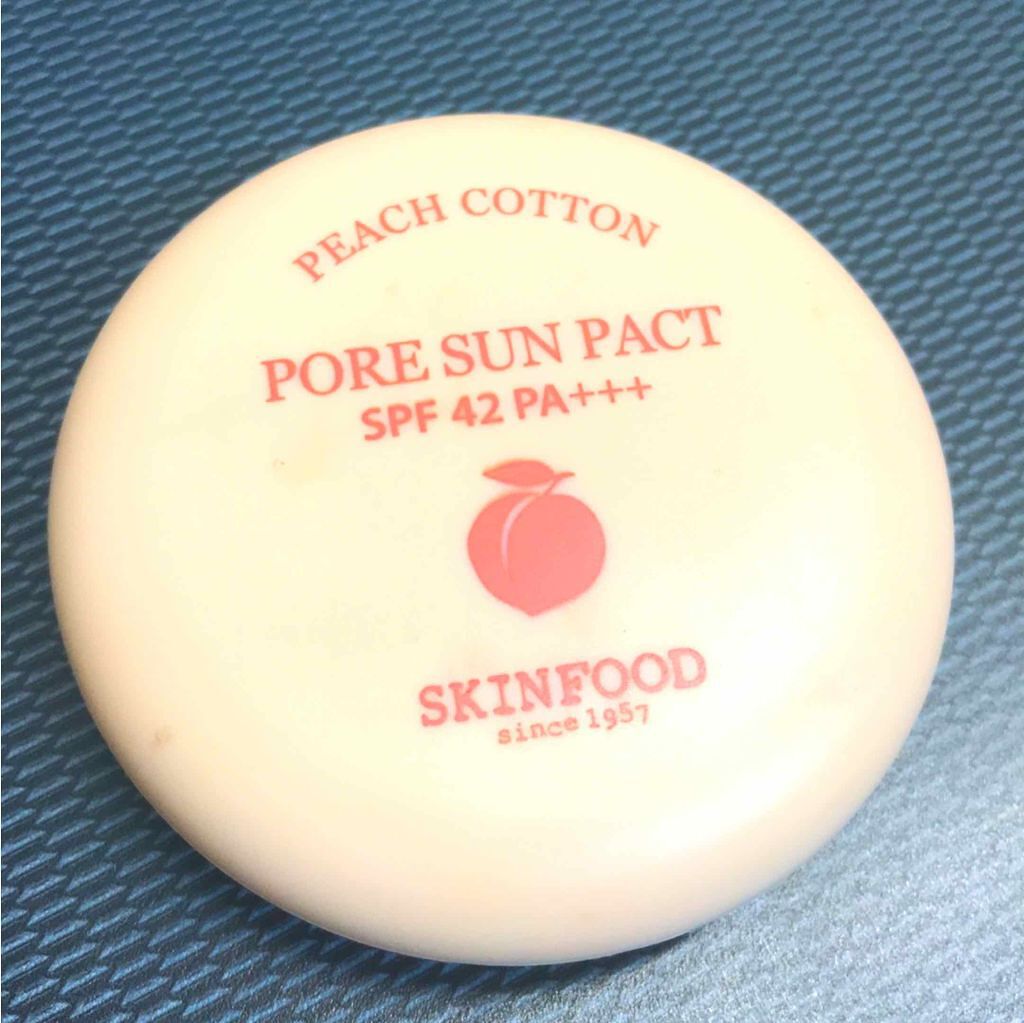 PEACH COTTON
PORE SUN PACT
SPF 42 PA+++
SKINFOOD
since 1957